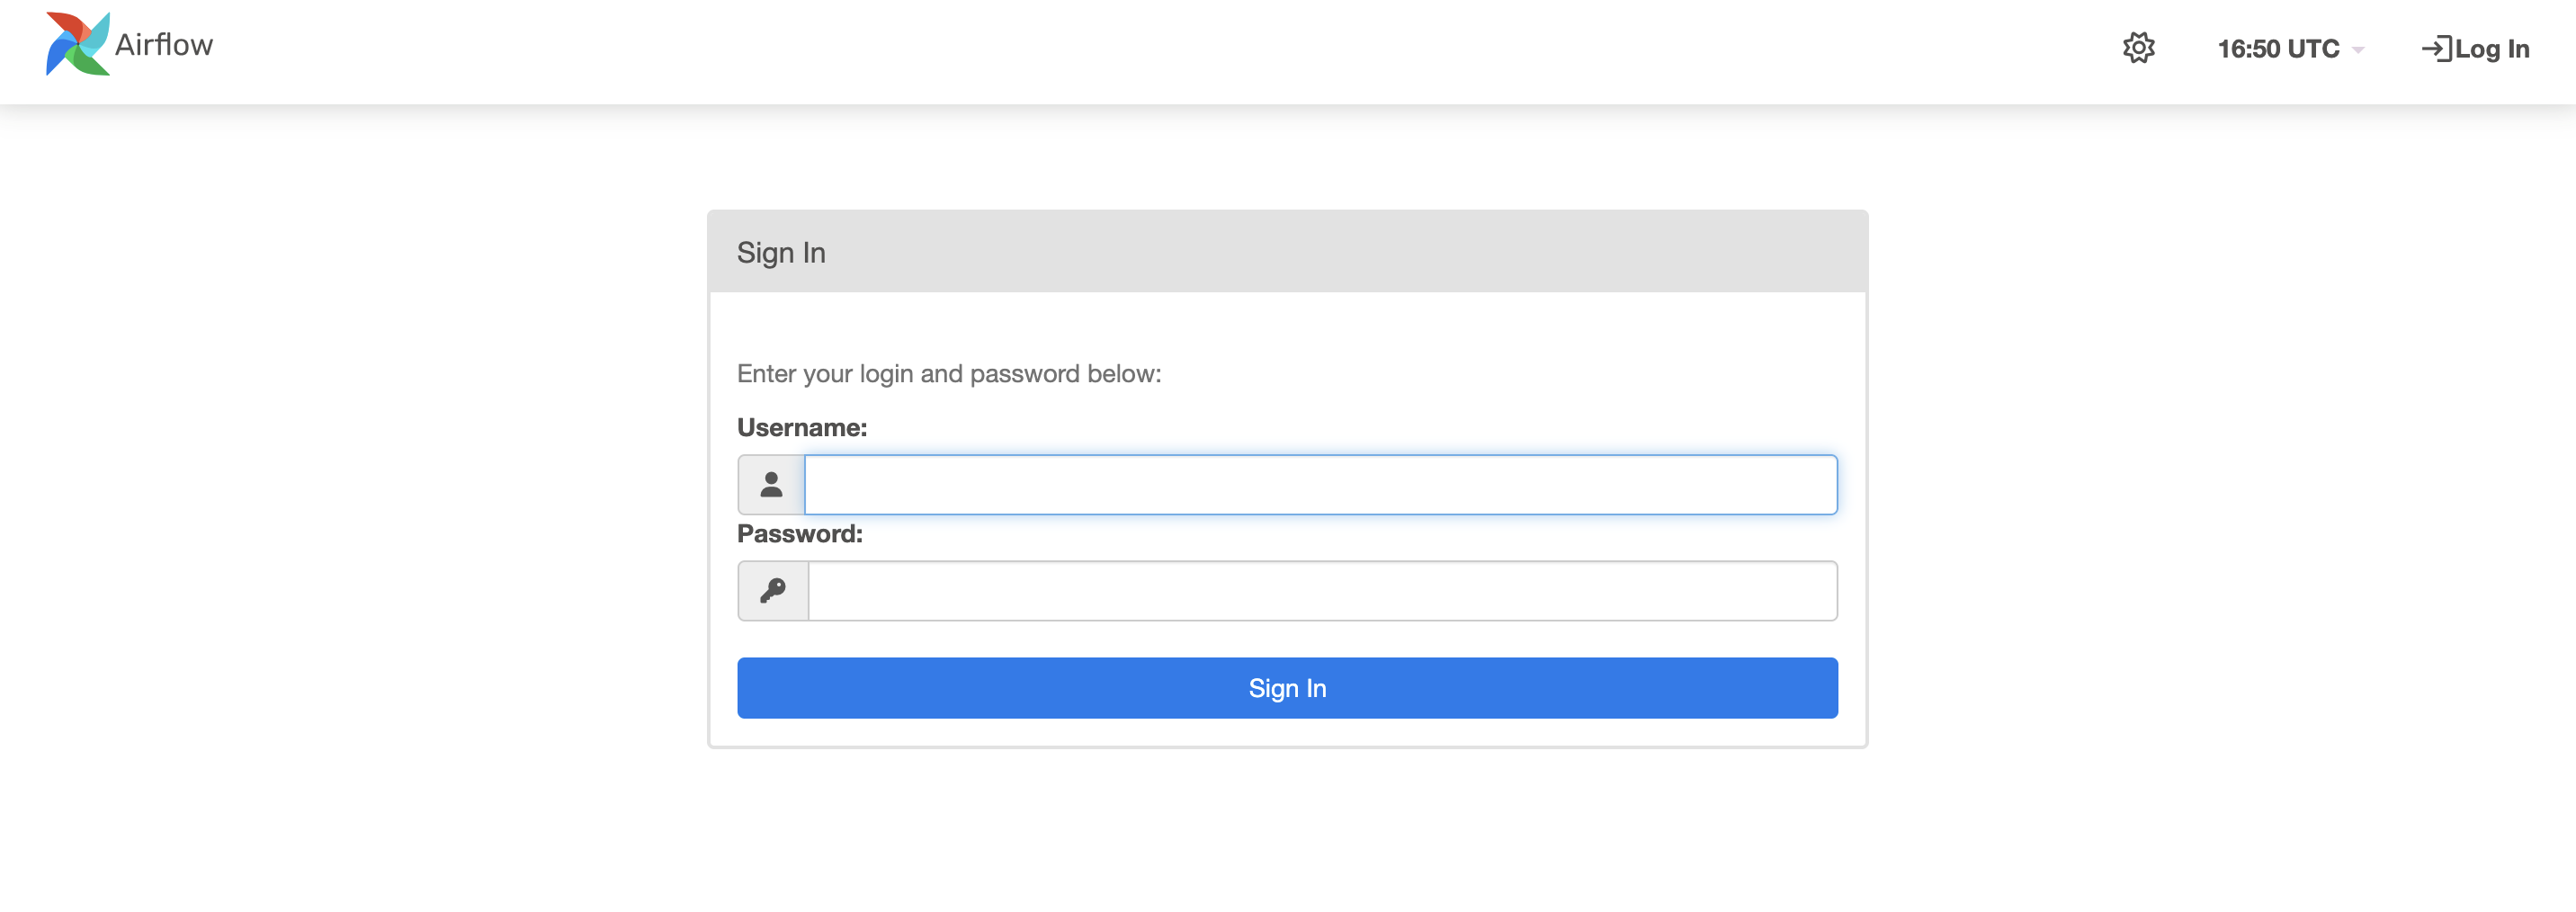 Airflow
16:50 UTC
Log In
Sign In
Enter your login and password below:
Username:
Password:
Sign In